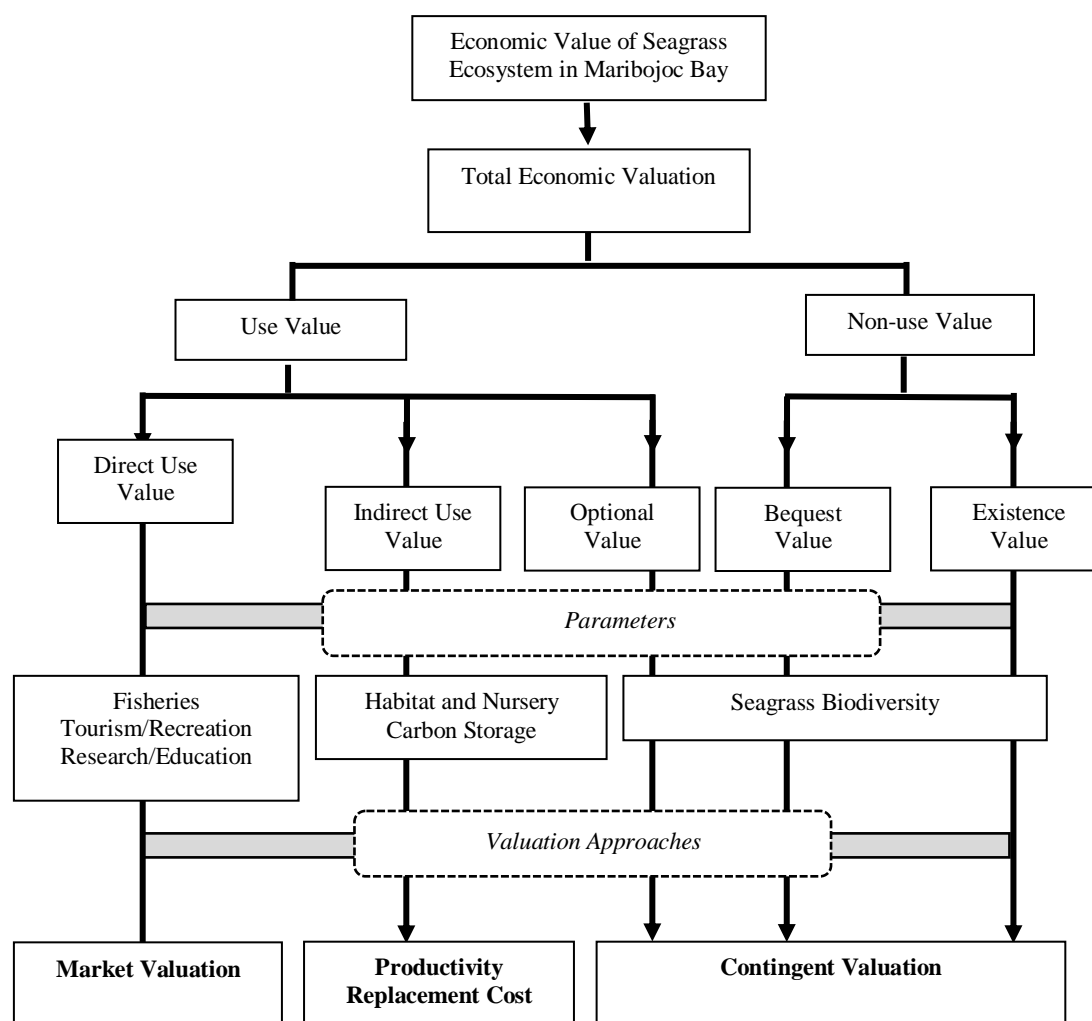 Economic Value of Seagrass
Ecosystem in Maribojoc Bay
Total Economic Valuation
Use Value
Non-use Value
Direct Use
Value
Indirect Use
Value
Optional
Value
Bequest
Value
Existence
Value
Parameters
Fisheries
Tourism/Recreation
Research/Education
Habitat and Nursery
Carbon Storage
Seagrass Biodiversity
Valuation Approaches
Market Valuation
Productivity
Replacement Cost
Contingent Valuation